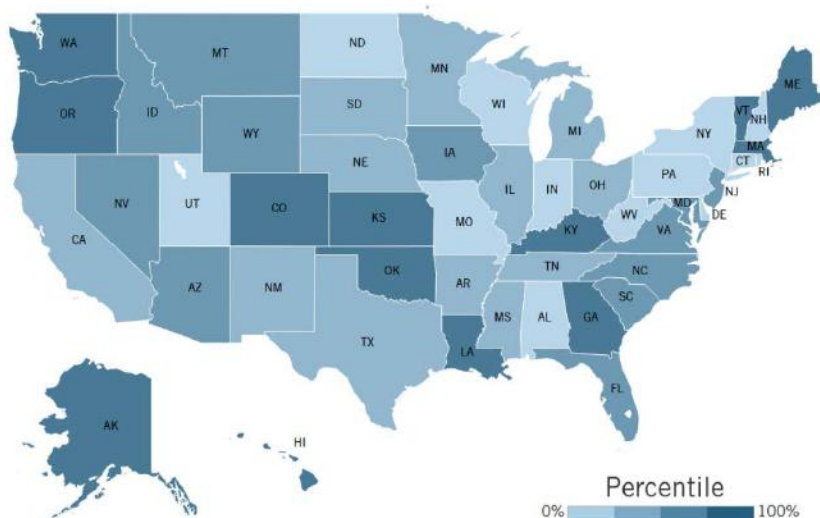 WA
MT
ND
MN
ME
VT
NH
OR
ID
SD
WI
MI
NY
MA
WY
CT
RI
IA
NE
PA
NJ
NV
UT
IL
IN
OH
MD
DE
CO
KS
MO
WV
VA
CA
KY
AZ
NM
OK
AR
TN
NC
SC
MS
AL
GA
TX
LA
FL
AK
HI
Percentile
0% 100%